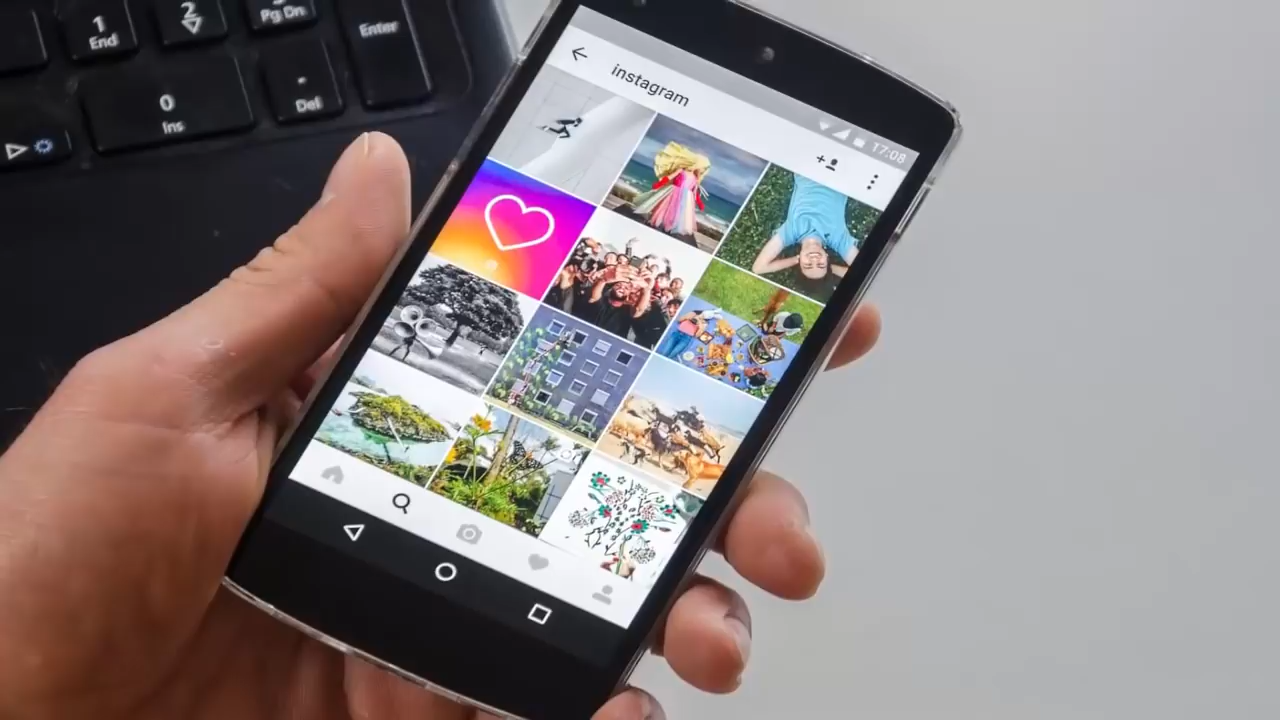 1
End
2
Pg Dn
Enter
0
Ins
.
Del
instagram
17:08